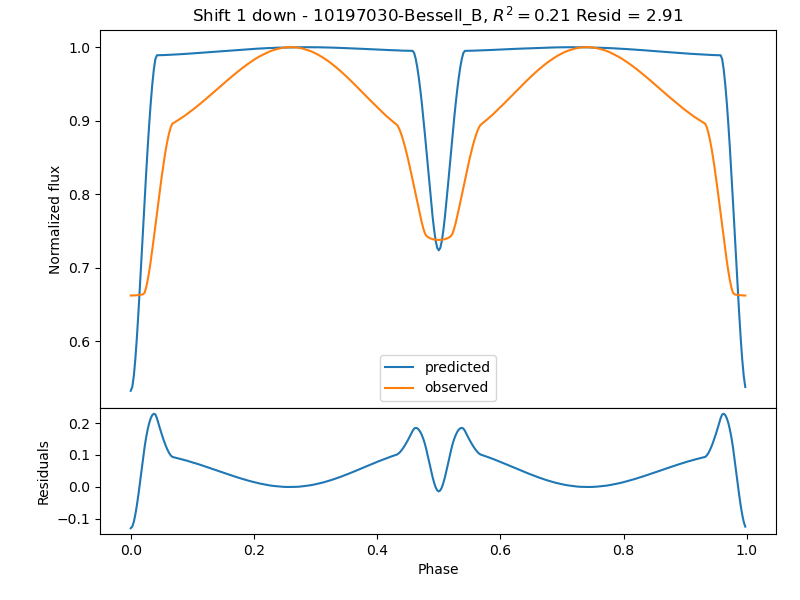 Shift 1 down - 10197030-Bessell_B, R² = 0.21 Resid = 2.91
Normalized flux
1.0
0.9
0.8
0.7
0.6
predicted
observed
Residuals
0.2
0.1
0.0
−0.1
0.0 0.2 0.4 0.6 0.8 1.0
Phase